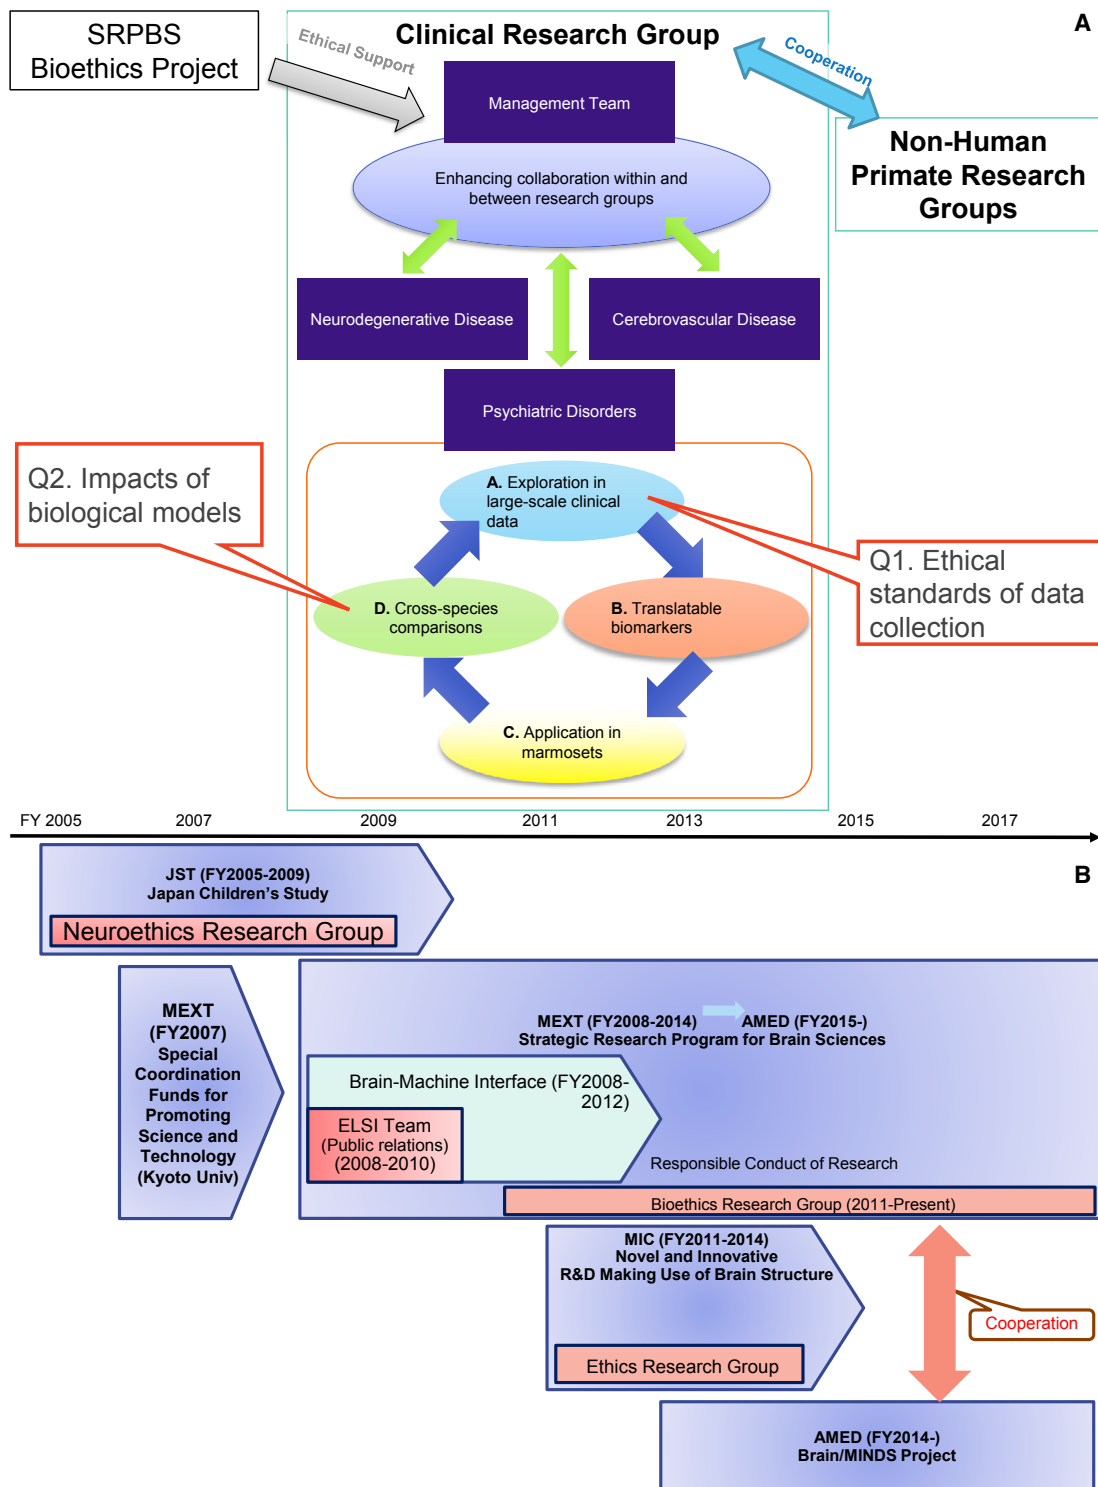 A
SRPBS
Bioethics Project
Ethical Support
Clinical Research Group
Cooperation
Management Team
Non-Human
Primate Research
Groups
Enhancing collaboration within and
between research groups
Neurodegenerative Disease
Cerebrovascular Disease
Psychiatric Disorders
Q2. Impacts of
biological models
A. Exploration in
large-scale clinical
data
Q1. Ethical
standards of data
collection
D. Cross-species
comparisons
B. Translatable
biomarkers
C. Application in
marmosets
FY 2005 2007 2009 2011 2013 2015 2017
B
JST (FY2005-2009)
Japan Children's Study
Neuroethics Research Group
MEXT
(FY2007)
Special
Coordination
Funds for
Promoting
Science and
Technology
(Kyoto Univ)
MEXT (FY2008-2014) AMED (FY2015-)
Strategic Research Program for Brain Sciences
Brain-Machine Interface (FY2008-
2012)
ELSI Team
(Public relations)
(2008-2010)
Responsible Conduct of Research
Bioethics Research Group (2011-Present)
MIC (FY2011-2014)
Novel and Innovative
R&D Making Use of Brain Structure
Ethics Research Group
Cooperation
AMED (FY2014-)
Brain/MINDS Project